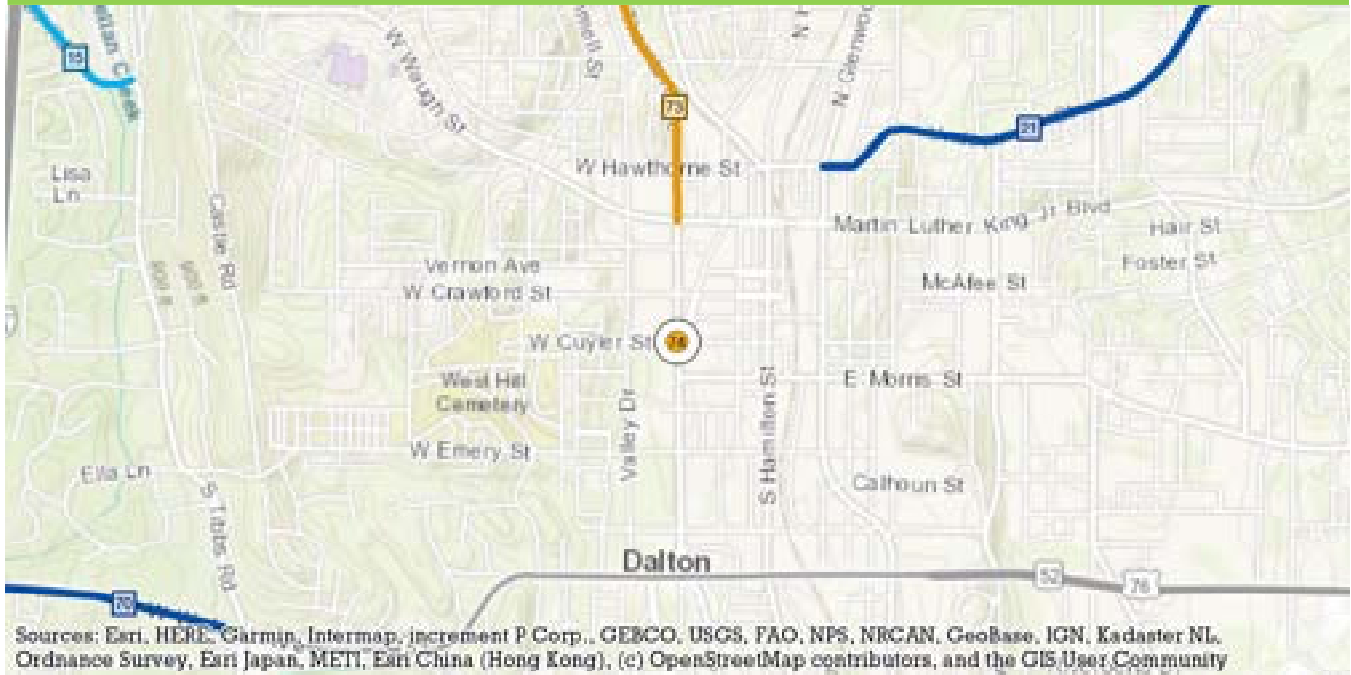 W Waugh St
N Glenwoo
75
21
W Hawthorne St
Lisa
Ln
Martin Luther King Jr Blvd
Hair St
Castle Rd
Vernon Ave
Foster St
W Crawford St
McAfee St
W Cuyler St
74
West Hill
Cemetery
E Morris St
Valley Dr
S Hamilton St
W Emery St
Ella Ln
Calhoun St
S Tibbs Rd
Dalton
52
76
70
Sources: Esri, HERE, Garmin, Intermap, increment P Corp., GEBCO, USGS, FAO, NPS, NRCAN, GeoBase, IGN, Kadaster NL,
Ordnance Survey, Esri Japan, METI, Esri China (Hong Kong), (c) OpenStreetMap contributors, and the GIS User Community